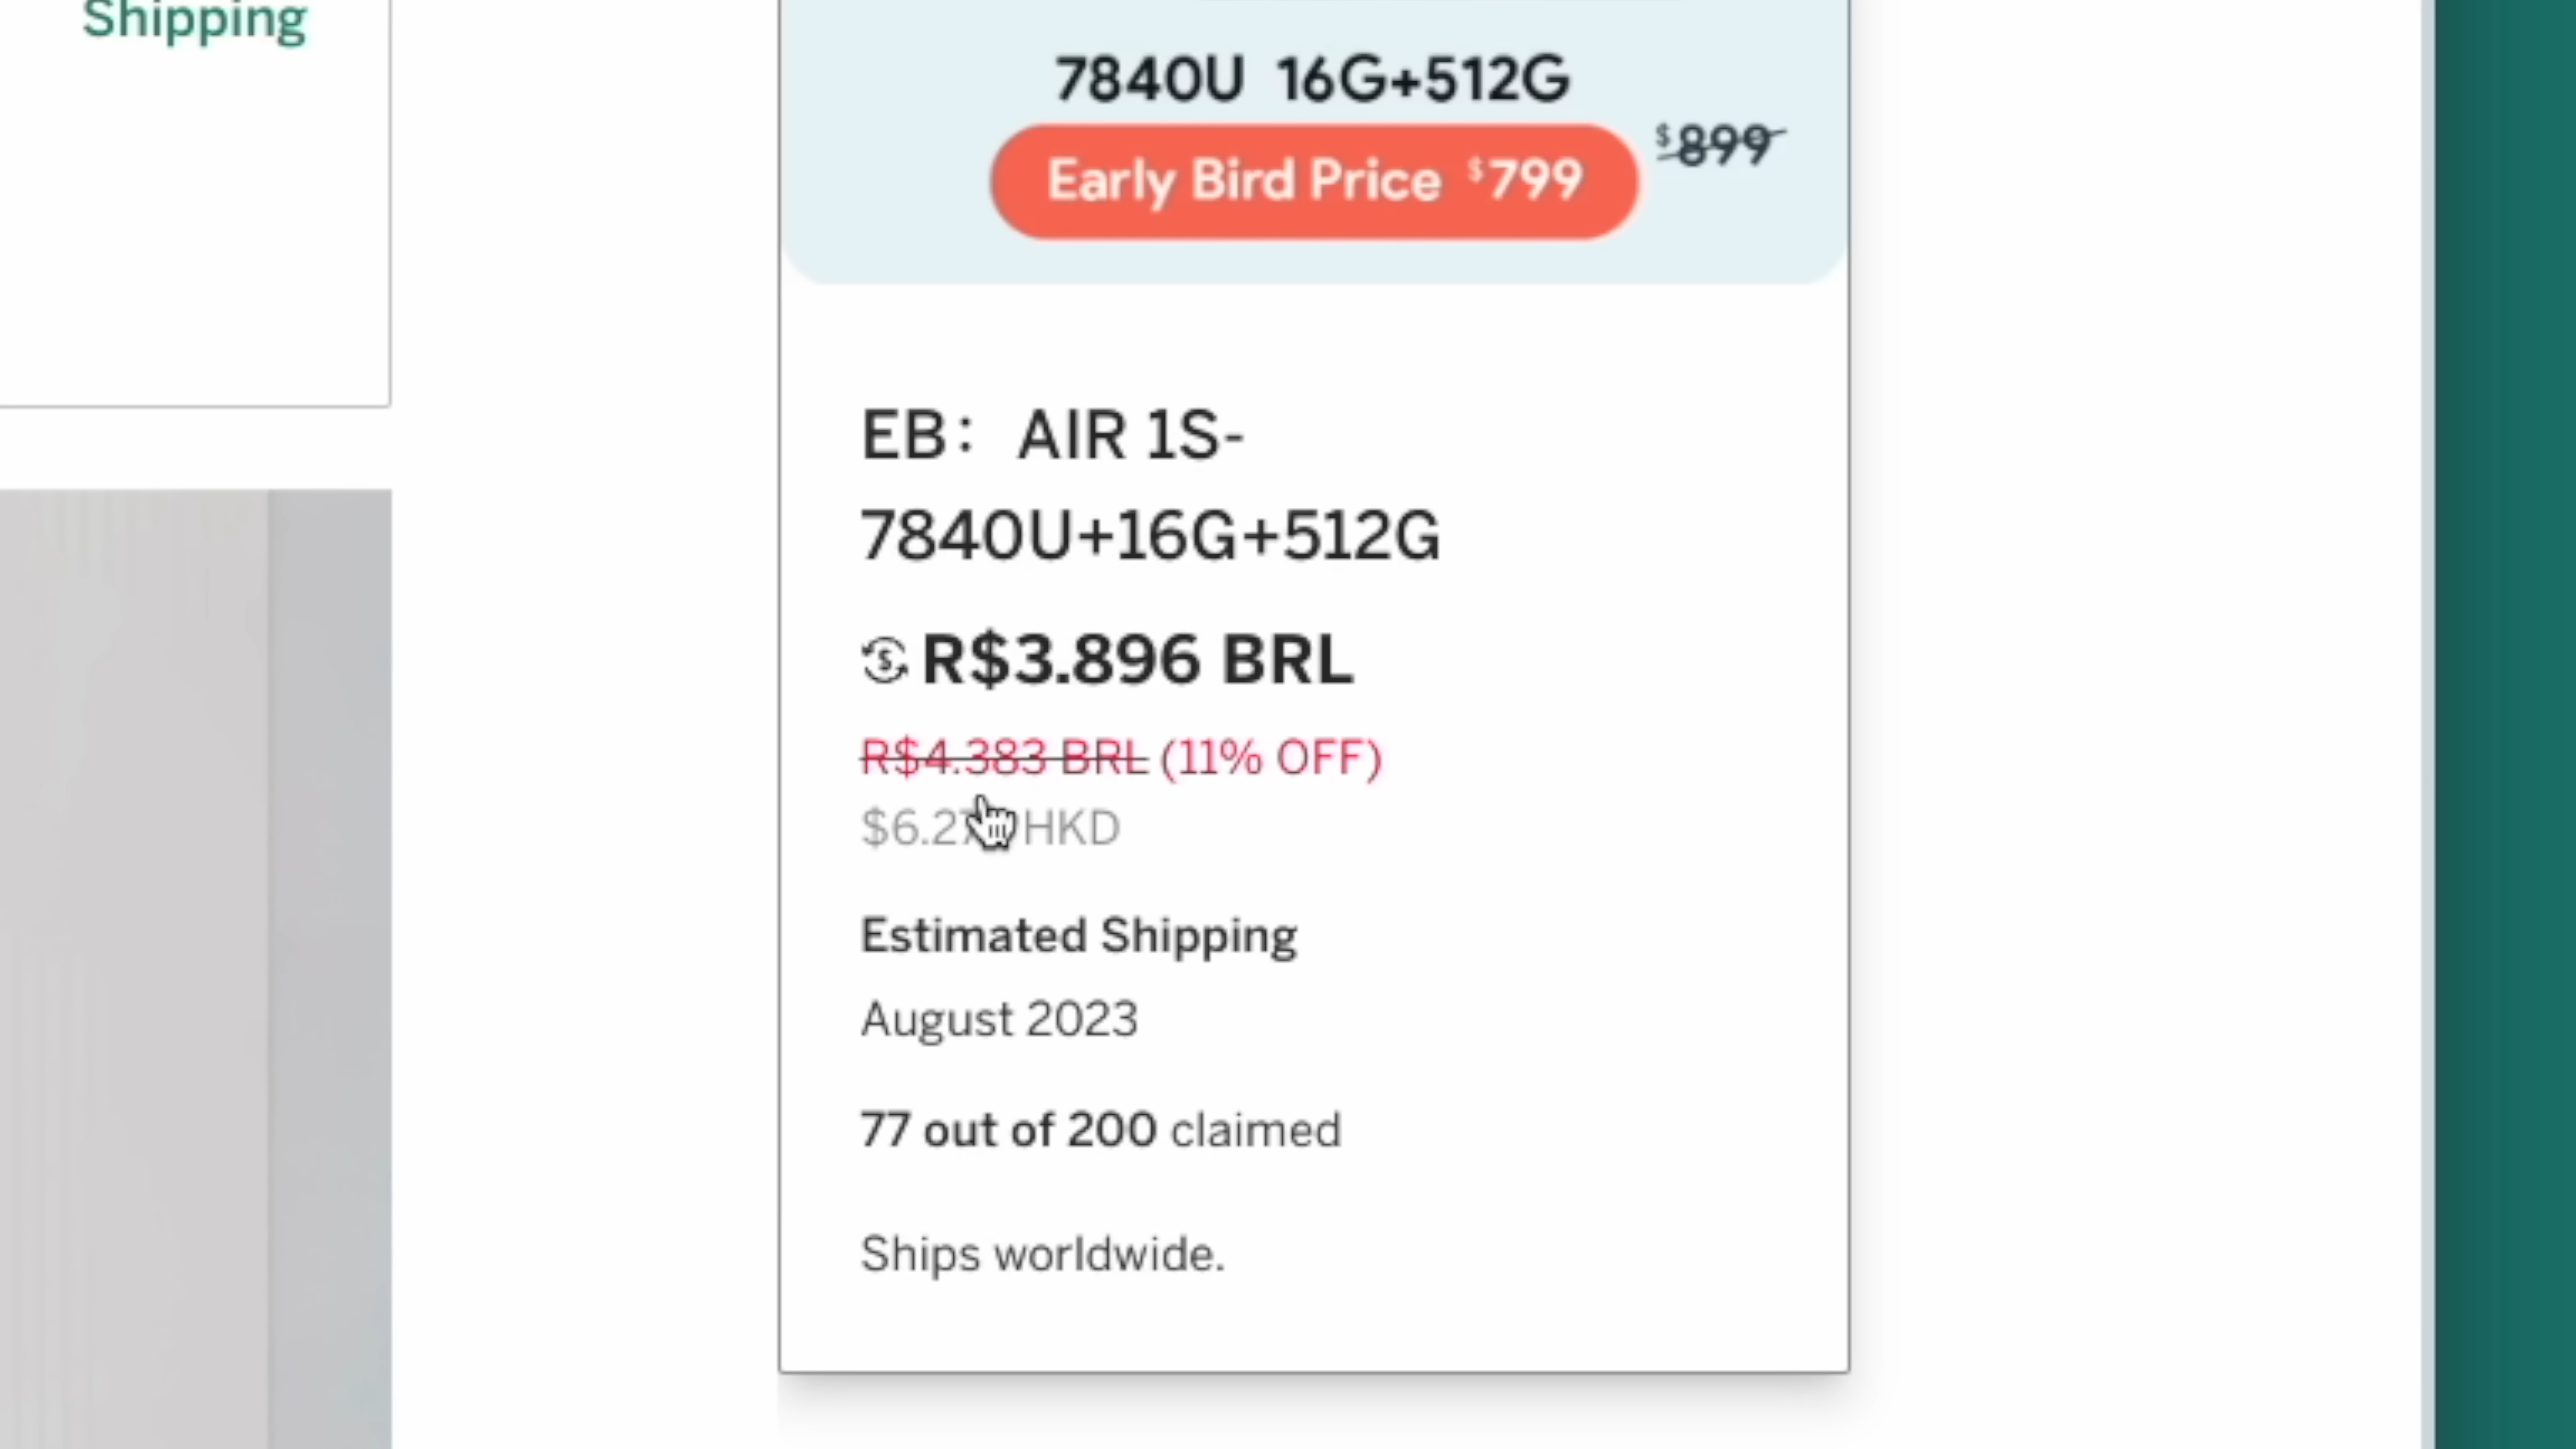 Shipping
7840U 16G+512G
Early Bird Price $799
$899
EB： AIR 1S-
7840U+16G+512G
R$3.896 BRL
R$4.383 BRL (11% OFF)
HKD
Estimated Shipping
August 2023
77 out of 200 claimed
Ships worldwide.